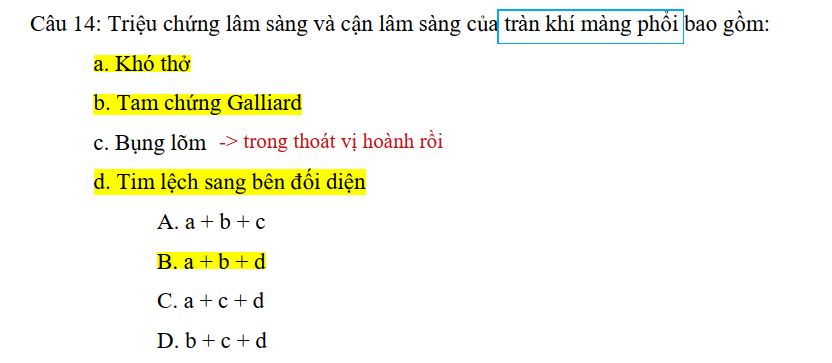 Câu 14: Triệu chứng lâm sàng và cận lâm sàng của tràn khí màng phổi bao gồm:
a. Khó thở
b. Tam chứng Galliard
c. Bụng lõm -> trong thoát vị hoành rồi
d. Tim lệch sang bên đối diện
A. a + b + c
B. a + b + d
C. a + c + d
D. b + c + d